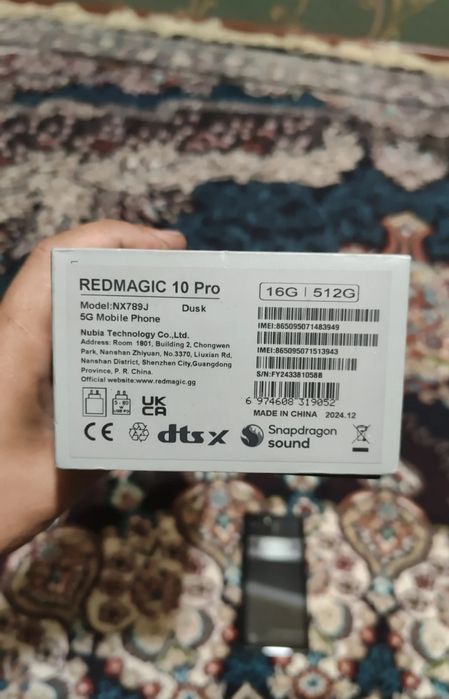 REDMAGIC 10 Pro
16G | 512G
Model:NX789J Dusk
5G Mobile Phone
Nubia Technology Co.,Ltd.
Address: Room 1801, Building 2, Chongwen
Park, Nanshan Zhiyuan, No.3370, Liuxian Rd,
Nanshan District, Shenzhen City,Guangdong
Province, P. R. China.
Official website:www.redmagic.gg
IMEI:865095071483949
IMEI:865095071513943
S/N:FY2433810588
6 974608 319052
MADE IN CHINA 2024.12
UK
CA
CE
dts x
Snapdragon
sound